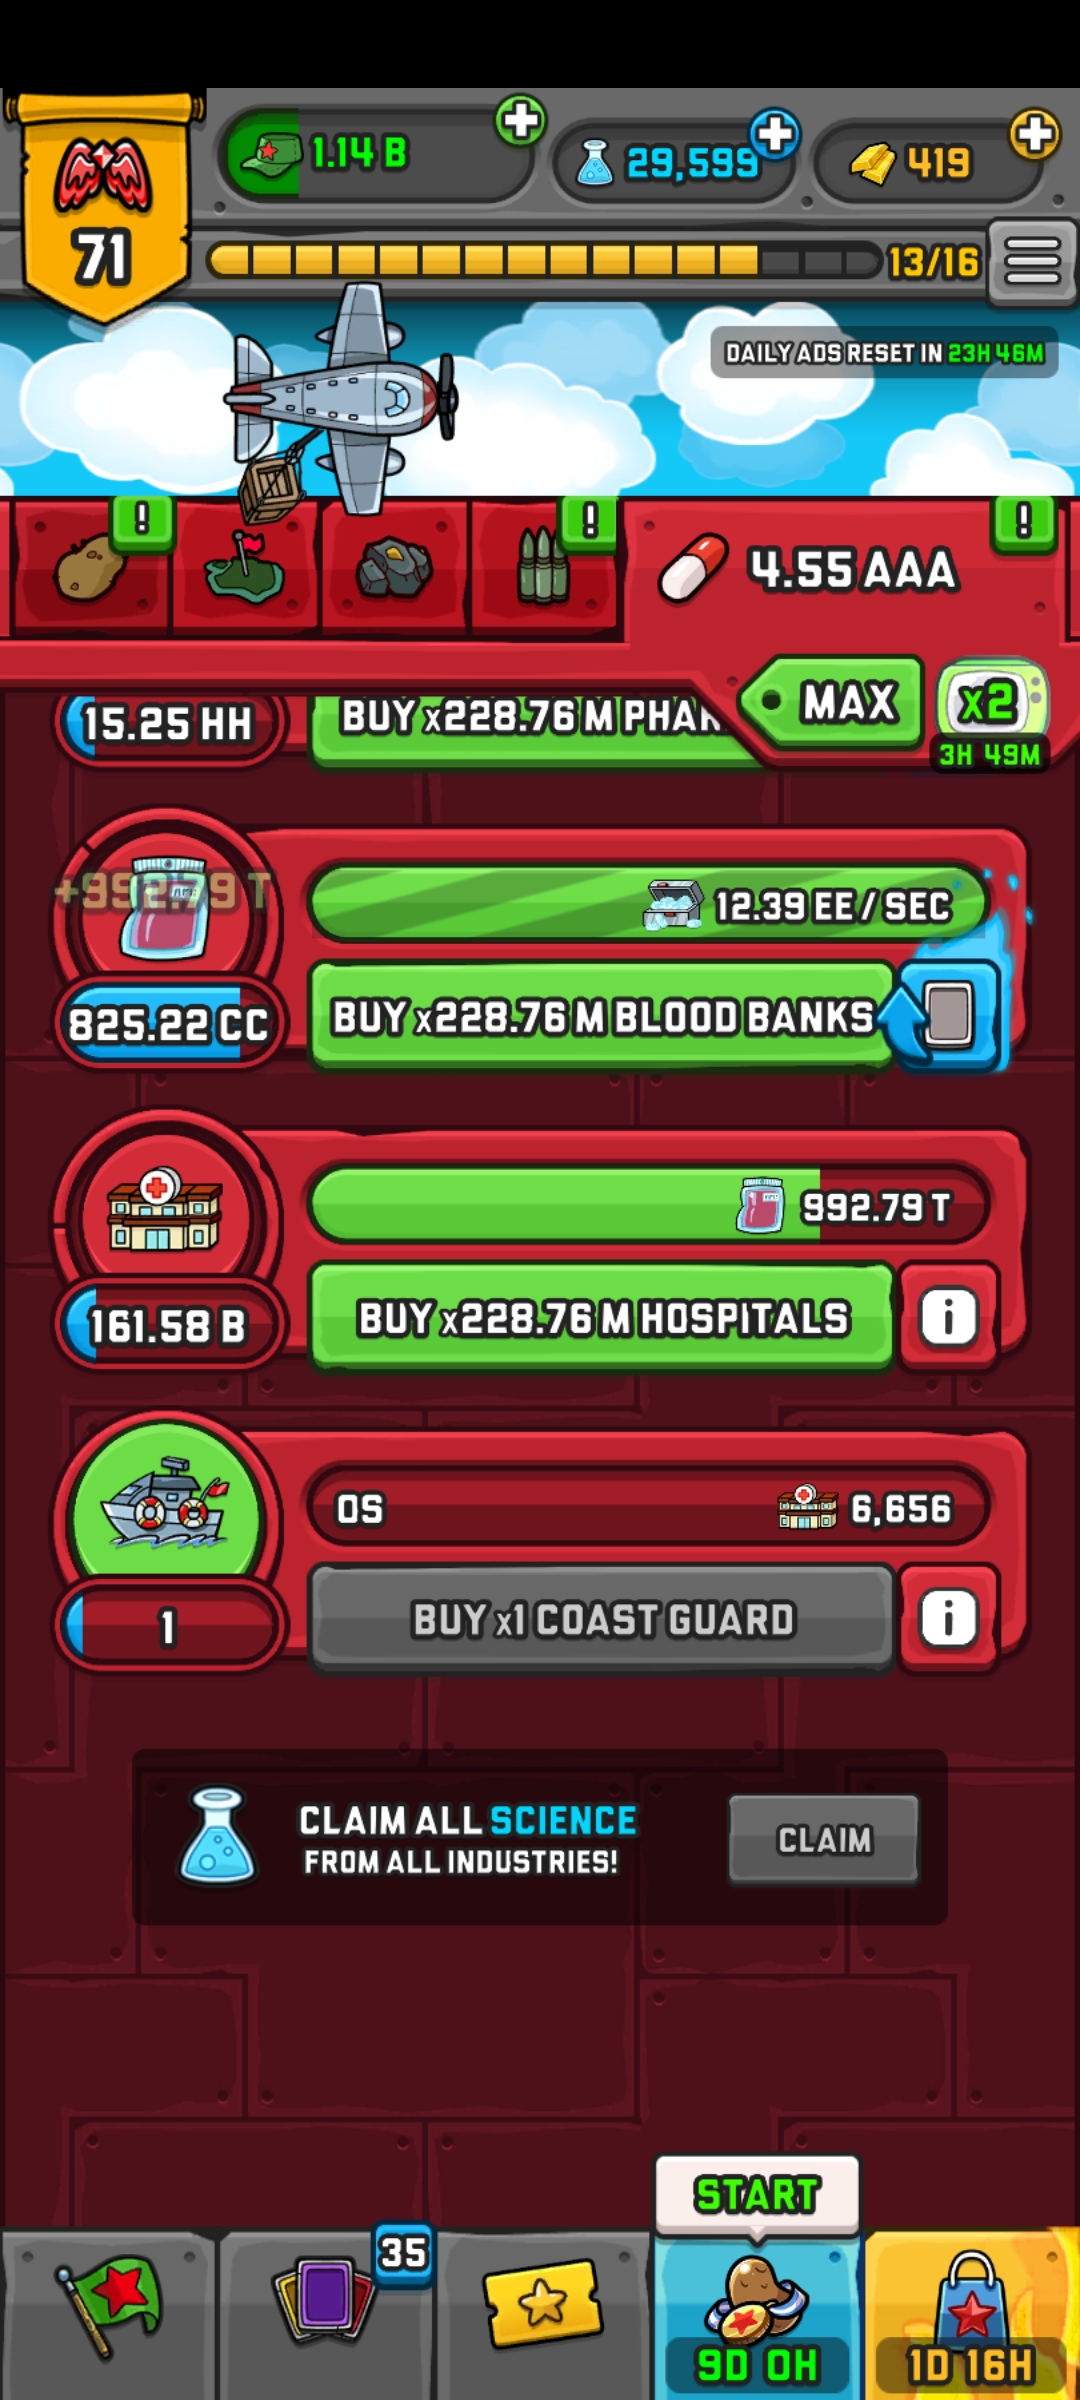 1.14 B
29,599
419
71
13/16
DAILY ADS RESET IN 23H 46M
!
!
!
4.55 AAA
MAX
x2
3H 49M
15.25 HH
BUY x228.76 M PHAR
+992.79 T
12.39 EE / SEC
825.22 CC
BUY x228.76 M BLOOD BANKS
992.79 T
161.58 B
BUY x228.76 M HOSPITALS
i
0S
6,656
1
BUY x1 COAST GUARD
i
CLAIM ALL SCIENCE
FROM ALL INDUSTRIES!
CLAIM
START
35
9D 0H
1D 16H